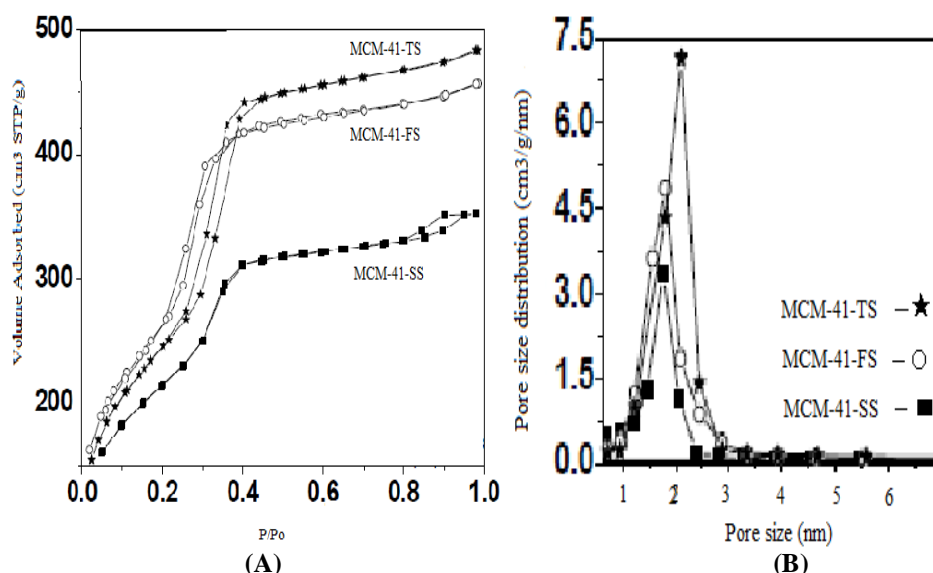 500
400
300
200
Volume Adsorbed (cm3 STP/g)
MCM-41-TS
MCM-41-FS
MCM-41-SS
0.0 0.2 0.4 0.6 0.8 1.0
P/Po
(A)
7.5
6.0
4.5
3.0
1.5
0.0
Pore size distribution (cm3/g/nm)
MCM-41-TS
MCM-41-FS
MCM-41-SS
1 2 3 4 5 6
Pore size (nm)
(B)